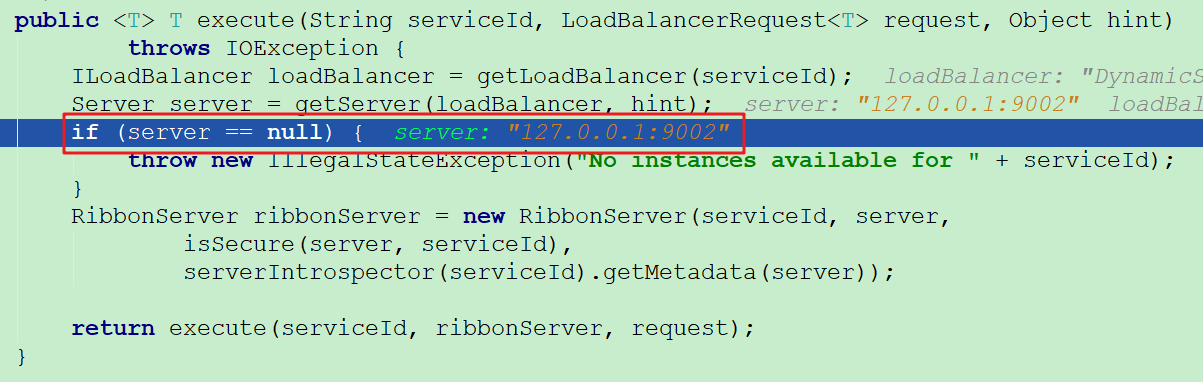 public <T> T execute(String serviceId, LoadBalancerRequest<T> request, Object hint)
throws IOException {
ILoadBalancer loadBalancer = getLoadBalancer(serviceId); loadBalancer: "DynamicS
Server server = getServer(loadBalancer, hint); server: "127.0.0.1:9002" loadBal
if (server == null) { server: "127.0.0.1:9002"
throw new IllegalStateException("No instances available for " + serviceId);
}
RibbonServer ribbonServer = new RibbonServer(serviceId, server,
isSecure(server, serviceId),
serverIntrospector(serviceId).getMetadata(server));
return execute(serviceId, ribbonServer, request);
}